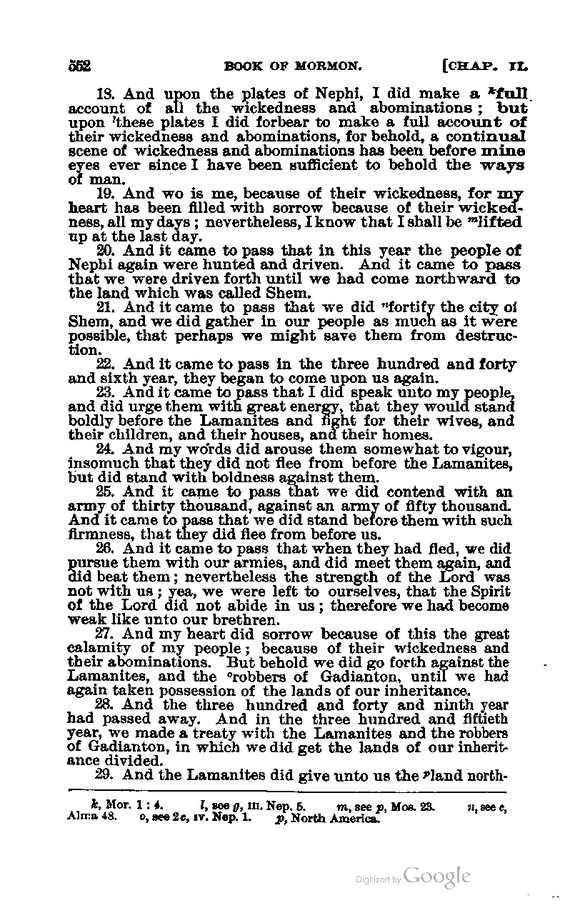 552 BOOK OF MORMON. [CHAP. II.
18. And upon the plates of Nephi, I did make a ᵏfull
account of all the wickedness and abominations; but
upon ˡthese plates I did forbear to make a full account of
their wickedness and abominations, for behold, a continual
scene of wickedness and abominations has been before mine
eyes ever since I have been sufficient to behold the ways
of man.
19. And wo is me, because of their wickedness, for my
heart has been filled with sorrow because of their wicked-
ness, all my days; nevertheless, I know that I shall be ᵐlifted
up at the last day.
20. And it came to pass that in this year the people of
Nephi again were hunted and driven. And it came to pass
that we were driven forth until we had come northward to
the land which was called Shem.
21. And it came to pass that we did ⁿfortify the city of
Shem, and we did gather in our people as much as it were
possible, that perhaps we might save them from destruc-
tion.
22. And it came to pass in the three hundred and forty
and sixth year, they began to come upon us again.
23. And it came to pass that I did speak unto my people,
and did urge them with great energy, that they would stand
boldly before the Lamanites and fight for their wives, and
their children, and their houses, and their homes.
24. And my words did arouse them somewhat to vigour,
insomuch that they did not flee from before the Lamanites,
but did stand with boldness against them.
25. And it came to pass that we did contend with an
army of thirty thousand, against an army of fifty thousand.
And it came to pass that we did stand before them with such
firmness, that they did flee from before us.
26. And it came to pass that when they had fled, we did
pursue them with our armies, and did meet them again, and
did beat them; nevertheless the strength of the Lord was
not with us; yea, we were left to ourselves, that the Spirit
of the Lord did not abide in us; therefore we had become
weak like unto our brethren.
27. And my heart did sorrow because of this the great
calamity of my people; because of their wickedness and
their abominations. But behold we did go forth against the
Lamanites, and the ᵒrobbers of Gadianton, until we had
again taken possession of the lands of our inheritance.
28. And the three hundred and forty and ninth year
had passed away. And in the three hundred and fiftieth
year, we made a treaty with the Lamanites and the robbers
of Gadianton, in which we did get the lands of our inherit-
ance divided.
29. And the Lamanites did give unto us the ᵖland north-
k, Mor. 1 : 4. l, see g, III. Nep. 5. m, see p, Mos. 23. n, see e,
Alma 48. o, see 2e, IV. Nep. 1. p, North America.
Digitized by Google